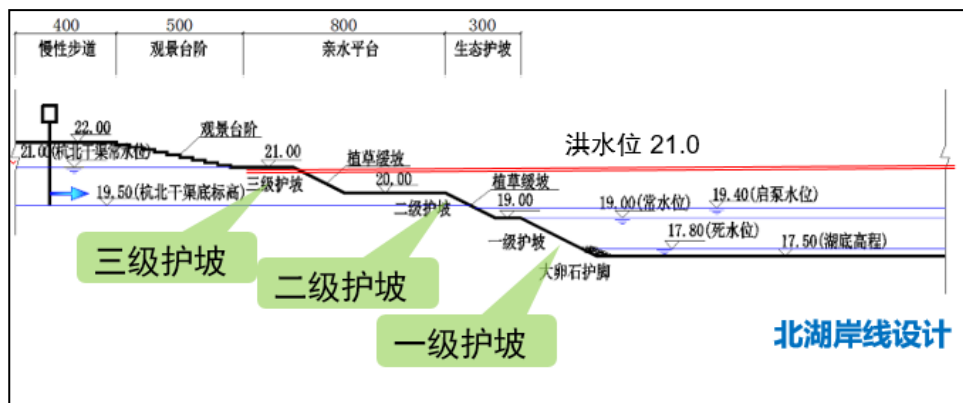 400 500 800 300
慢性步道 观景台阶 亲水平台 生态护坡
22.00
观景台阶
洪水位 21.0
21.00(杭北干渠常水位)
21.00
植草缓坡
三级护坡
19.50(杭北干渠底标高)
20.00
植草缓坡
二级护坡
19.00
19.00(常水位)
19.40(启泵水位)
三级护坡
一级护坡
17.80(死水位)
17.50(湖底高程)
二级护坡
大卵石护脚
一级护坡
北湖岸线设计